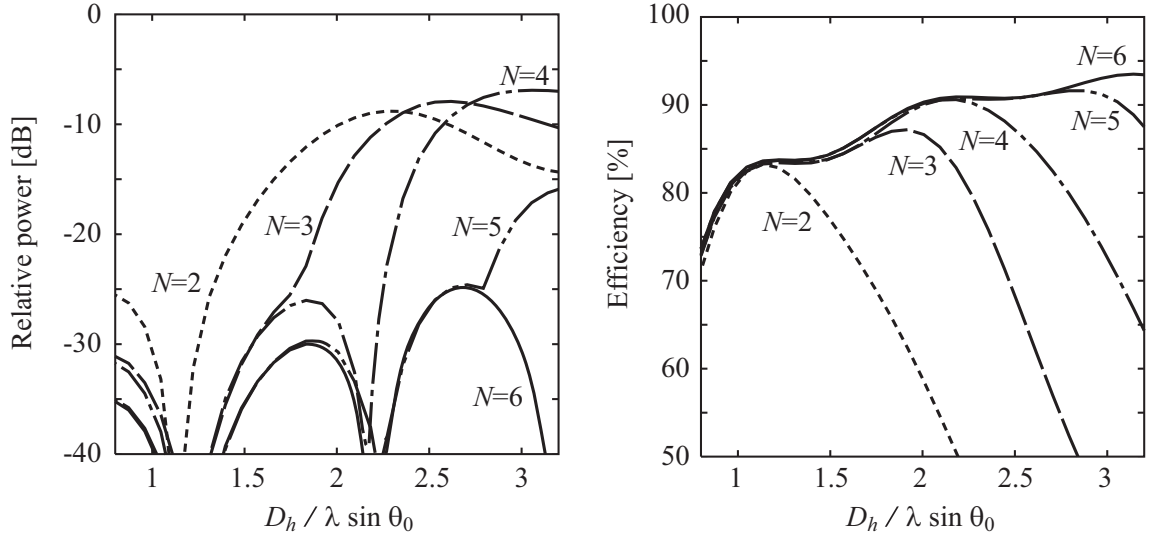 0
-10
-20
-30
-40
Relative power [dB]
N=2
N=3
N=4
N=5
N=6
1
1.5
2
2.5
3
D_h / λ sin θ_0
100
90
80
70
60
50
Efficiency [%]
N=6
N=5
N=4
N=3
N=2
1
1.5
2
2.5
3
D_h / λ sin θ_0